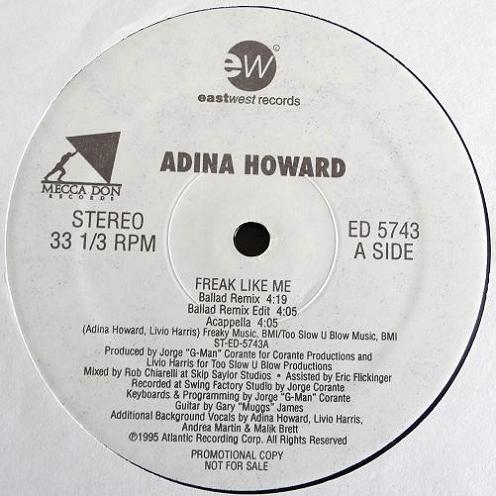 ew
eastwest records
ADINA HOWARD
MECCA DON
RECORDS
STEREO
33 1/3 RPM
ED 5743
A SIDE
FREAK LIKE ME
Ballad Remix 4:19
Ballad Remix Edit 4:05
Acappella 4:05
(Adina Howard, Livio Harris) Freaky Music, BMI/Too Slow U Blow Music, BMI
ST-ED-5743A
Produced by Jorge "G-Man" Corante for Corante Productions and
Livio Harris for Too Slow U Blow Productions
Mixed by Rob Chiarelli at Skip Saylor Studios • Assisted by Eric Flickinger
Recorded at Swing Factory Studio by Jorge Corante
Keyboards & Programming by Jorge "G-Man" Corante
Guitar by Gary "Muggs" James
Additional Background Vocals by Adina Howard, Livio Harris,
Andrea Martin & Malik Brett
℗1995 Atlantic Recording Corp. All Rights Reserved
PROMOTIONAL COPY
NOT FOR SALE